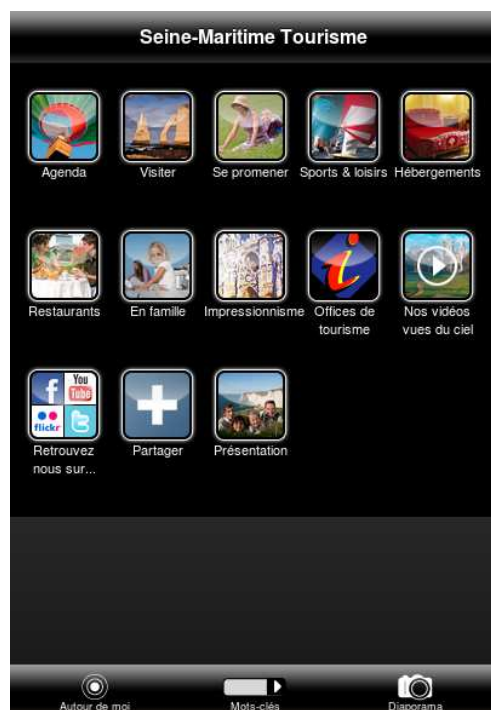 Seine-Maritime Tourisme
Agenda
Visiter
Se promener
Sports & loisirs
Hébergements
Restaurants
En famille
Impressionnisme
Offices de
tourisme
Nos vidéos
vues du ciel
f
You
Tube
flickr
t
Retrouvez
nous sur...
Partager
Présentation
Autour de moi
Mots-clés
Diaporama